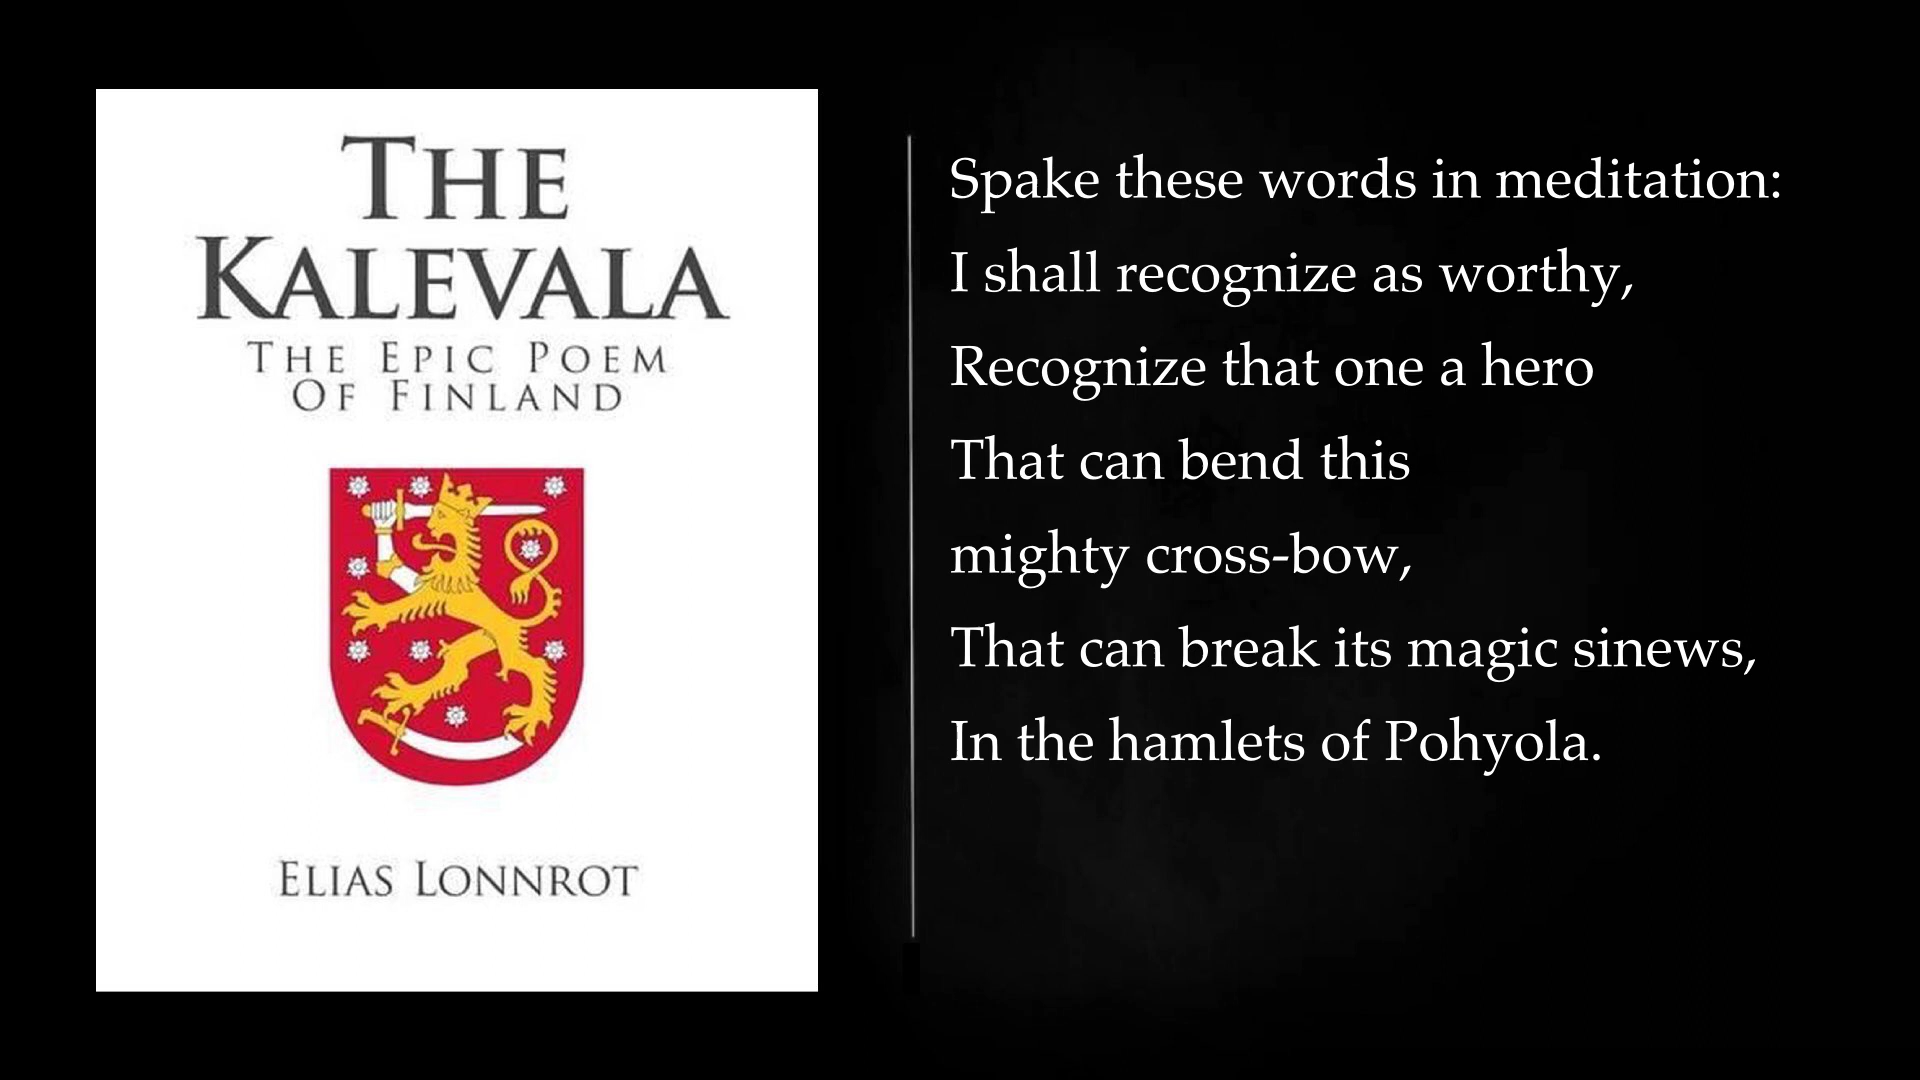 THE
KALEVALA
THE EPIC POEM
OF FINLAND
ELIAS LONNROT
Spake these words in meditation:
I shall recognize as worthy,
Recognize that one a hero
That can bend this
mighty cross-bow,
That can break its magic sinews,
In the hamlets of Pohyola.